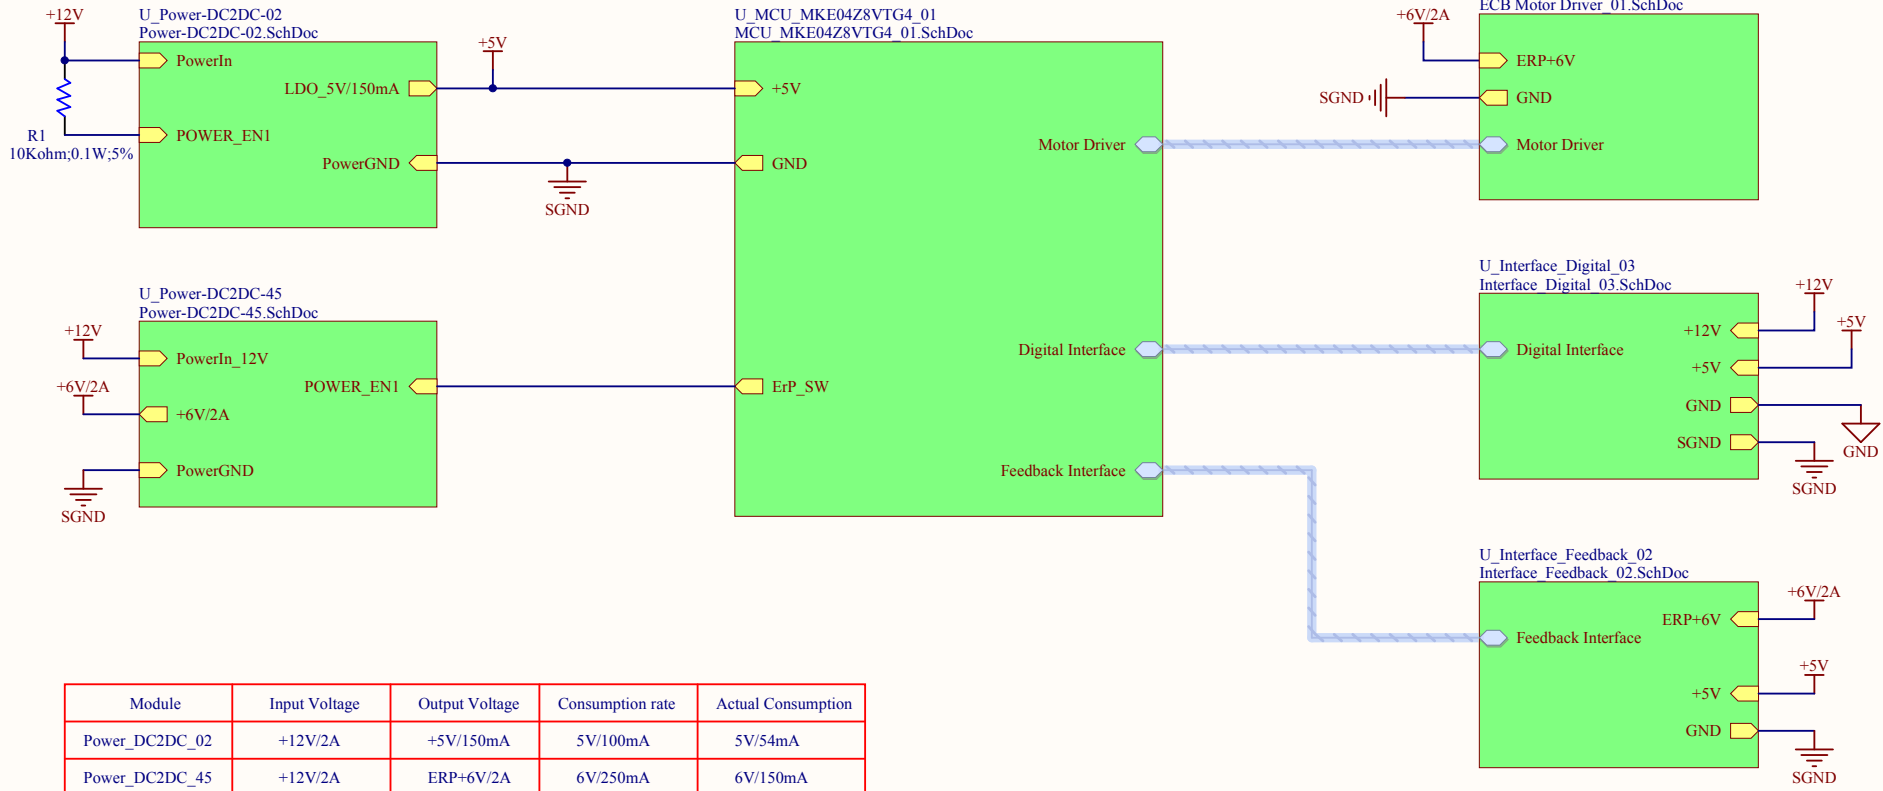 +12V
U_Power-DC2DC-02
Power-DC2DC-02.SchDoc
PowerIn
LDO_5V/150mA
POWER_EN1
PowerGND
R1
10Kohm;0.1W;5%
+5V
SGND
U_MCU_MKE04Z8VTG4_01
MCU_MKE04Z8VTG4_01.SchDoc
+5V
GND
Motor Driver
Digital Interface
ErP_SW
Feedback Interface
+6V/2A
ECB Motor Driver_01.SchDoc
ERP+6V
SGND
GND
Motor Driver
U_Power-DC2DC-45
Power-DC2DC-45.SchDoc
+12V
PowerIn_12V
POWER_EN1
+6V/2A
+6V/2A
PowerGND
SGND
U_Interface_Digital_03
Interface_Digital_03.SchDoc
+12V
+12V
+5V
Digital Interface
+5V
GND
SGND
GND
SGND
U_Interface_Feedback_02
Interface_Feedback_02.SchDoc
+6V/2A
ERP+6V
Feedback Interface
+5V
+5V
GND
SGND
Module Input Voltage Output Voltage Consumption rate Actual Consumption
Power_DC2DC_02 +12V/2A +5V/150mA 5V/100mA 5V/54mA
Power_DC2DC_45 +12V/2A ERP+6V/2A 6V/250mA 6V/150mA